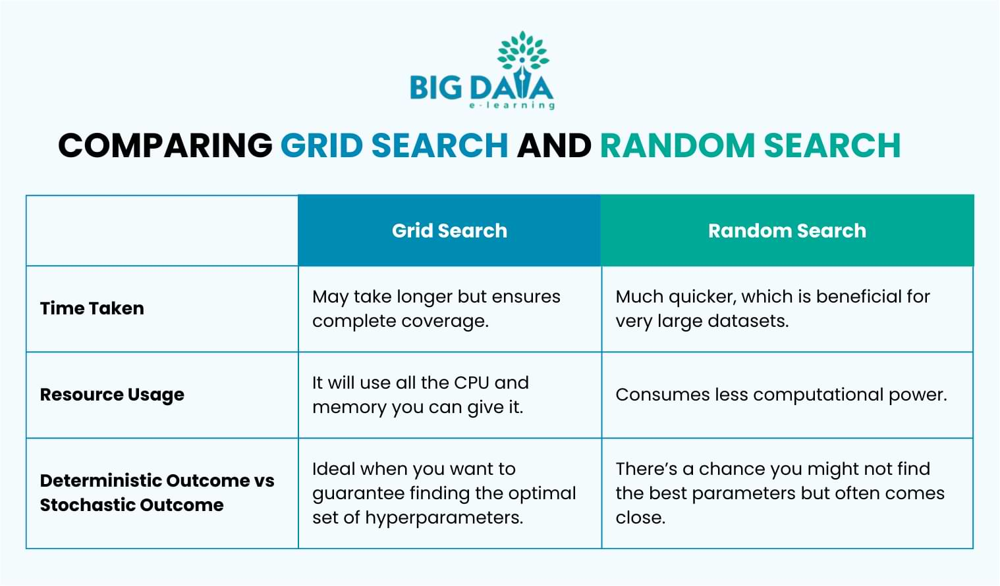 BIG DATA
e-learning
COMPARING GRID SEARCH AND RANDOM SEARCH
Grid Search
Random Search
Time Taken
May take longer but ensures
complete coverage.
Much quicker, which is beneficial for
very large datasets.
Resource Usage
It will use all the CPU and
memory you can give it.
Consumes less computational power.
Deterministic Outcome vs
Stochastic Outcome
Ideal when you want to
guarantee finding the optimal
set of hyperparameters.
There’s a chance you might not find
the best parameters but often comes
close.